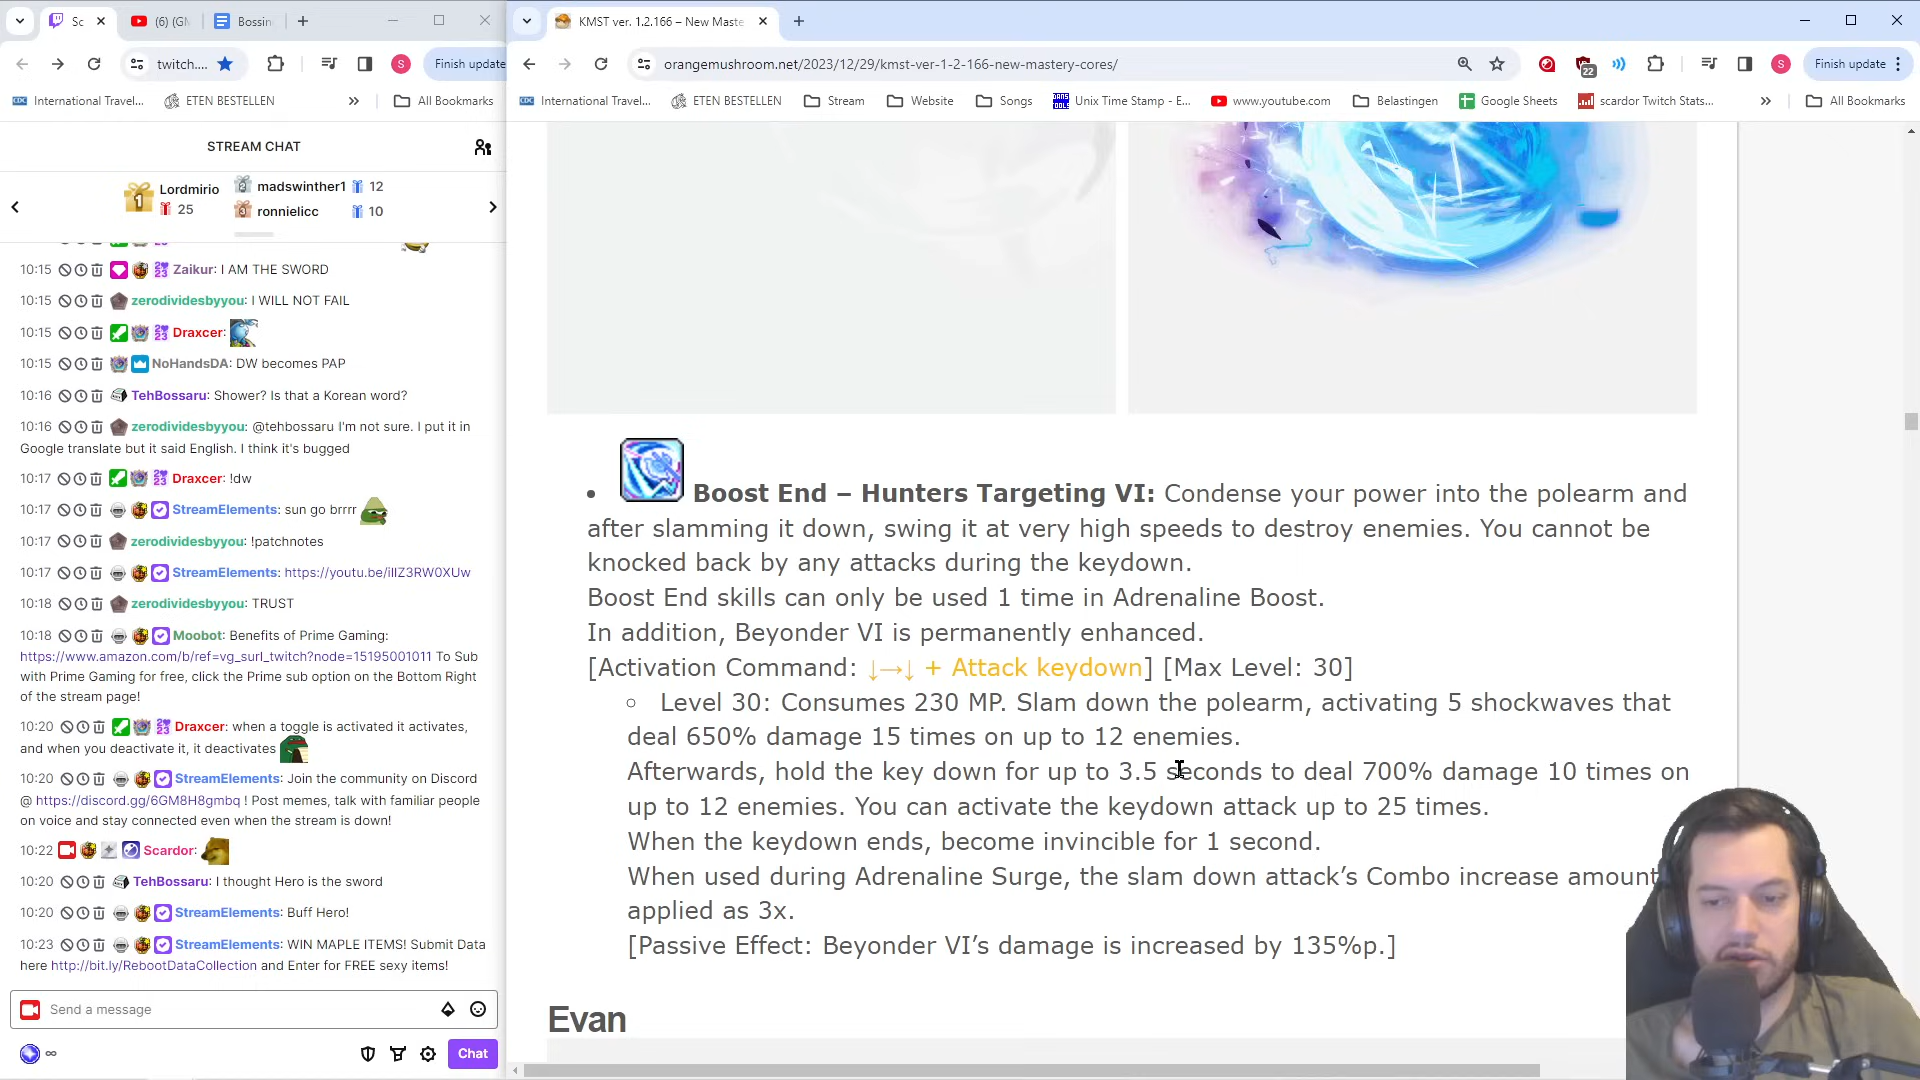 Sc
(6) (GM
Bossin
KMST ver. 1.2.166 – New Maste
twitch....
S
Finish update
orangemushroom.net/2023/12/29/kmst-ver-1-2-166-new-mastery-cores/
22
S
Finish update
International Travel...
ETEN BESTELLEN
»
All Bookmarks
International Travel...
ETEN BESTELLEN
Stream
Website
Songs
Unix Time Stamp - E...
www.youtube.com
Belastingen
Google Sheets
scardor Twitch Stats...
»
All Bookmarks
STREAM CHAT
1
Lordmirio
25
2
madswinther1
12
3
ronnielicc
10
10:15 Zaikur: I AM THE SWORD
10:15 zerodividesbyyou: I WILL NOT FAIL
10:15 Draxcer:
10:15 NoHandsDA: DW becomes PAP
10:16 TehBossaru: Shower? Is that a Korean word?
10:16 zerodividesbyyou: @tehbossaru I'm not sure. I put it in
Google translate but it said English. I think it's bugged
10:17 Draxcer: !dw
10:17 StreamElements: sun go brrrr
10:17 zerodividesbyyou: !patchnotes
10:17 StreamElements: https://youtu.be/illZ3RW0XUw
10:18 zerodividesbyyou: TRUST
10:18 Moobot: Benefits of Prime Gaming:
https://www.amazon.com/b/ref=vg_surl_twitch?node=15195001011 To Sub
with Prime Gaming for free, click the Prime sub option on the Bottom Right
of the stream page!
10:20 Draxcer: when a toggle is activated it activates,
and when you deactivate it, it deactivates
10:20 StreamElements: Join the community on Discord
@ https://discord.gg/6GM8H8gmbq ! Post memes, talk with familiar people
on voice and stay connected even when the stream is down!
10:22 Scardor:
10:20 TehBossaru: I thought Hero is the sword
10:20 StreamElements: Buff Hero!
10:23 StreamElements: WIN MAPLE ITEMS! Submit Data
here http://bit.ly/RebootDataCollection and Enter for FREE sexy items!
Send a message
∞
Chat
• Boost End – Hunters Targeting VI: Condense your power into the polearm and
after slamming it down, swing it at very high speeds to destroy enemies. You cannot be
knocked back by any attacks during the keydown.
Boost End skills can only be used 1 time in Adrenaline Boost.
In addition, Beyonder VI is permanently enhanced.
[Activation Command: ↓→↓ + Attack keydown] [Max Level: 30]
○ Level 30: Consumes 230 MP. Slam down the polearm, activating 5 shockwaves that
deal 650% damage 15 times on up to 12 enemies.
Afterwards, hold the key down for up to 3.5 seconds to deal 700% damage 10 times on
up to 12 enemies. You can activate the keydown attack up to 25 times.
When the keydown ends, become invincible for 1 second.
When used during Adrenaline Surge, the slam down attack’s Combo increase amount
applied as 3x.
[Passive Effect: Beyonder VI’s damage is increased by 135%p.]
Evan